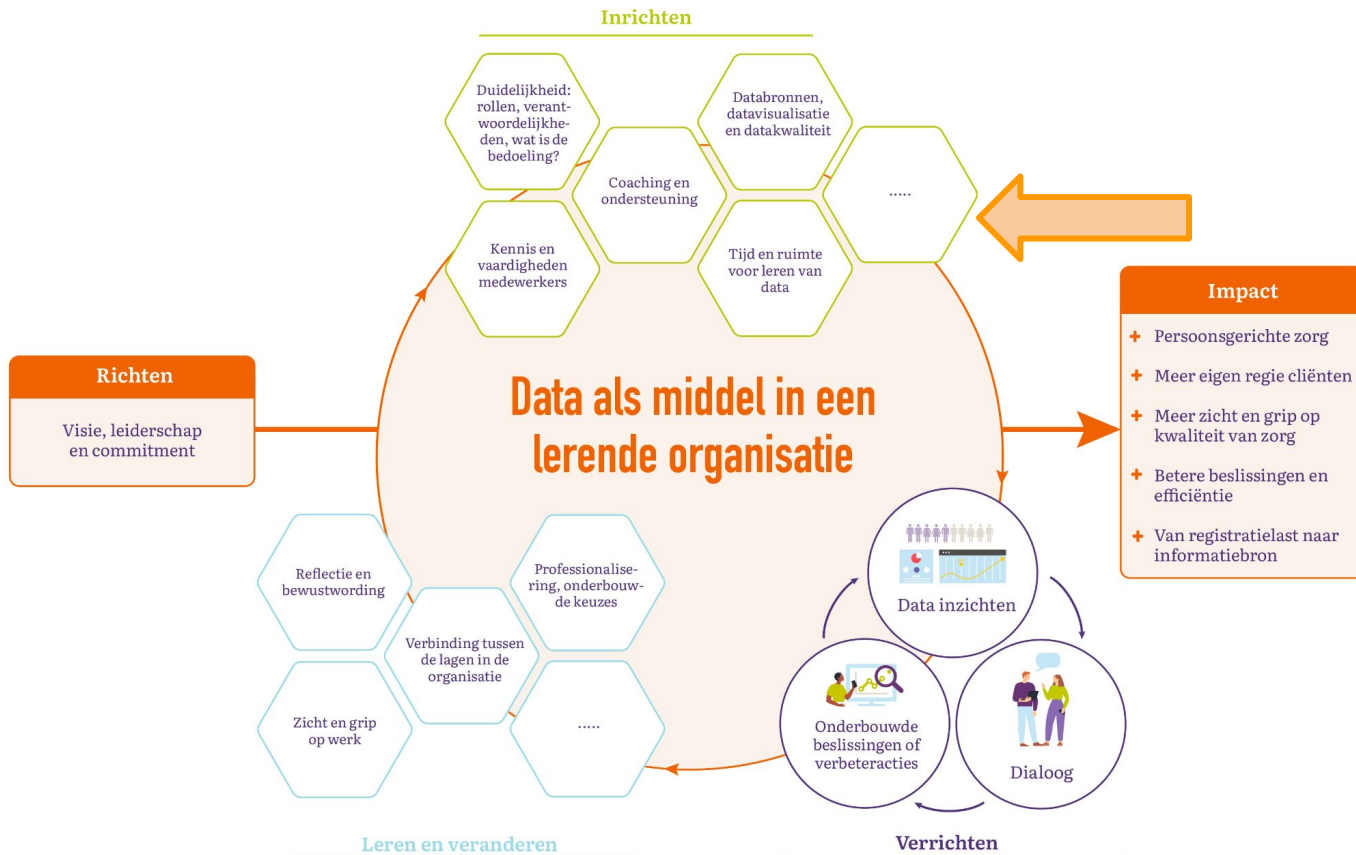 Inrichten
Duidelijkheid:
rollen, verant-
woordelijkhe-
den, wat is de
bedoeling?
Databronnen,
datavisualisatie
en datakwaliteit
Coaching en
ondersteuning
.....
Kennis en
vaardigheden
medewerkers
Tijd en ruimte
voor leren van
data
Richten
Visie, leiderschap
en commitment
Data als middel in een
lerende organisatie
Impact
+ Persoonsgerichte zorg
+ Meer eigen regie cliënten
+ Meer zicht en grip op
kwaliteit van zorg
+ Betere beslissingen en
efficiëntie
+ Van registratielast naar
informatiebron
Reflectie en
bewustwording
Professionalise-
ring, onderbouw-
de keuzes
Verbinding tussen
de lagen in de
organisatie
Zicht en grip
op werk
.....
Data inzichten
Onderbouwde
beslissingen of
verbeteracties
Dialoog
Leren en veranderen
Verrichten